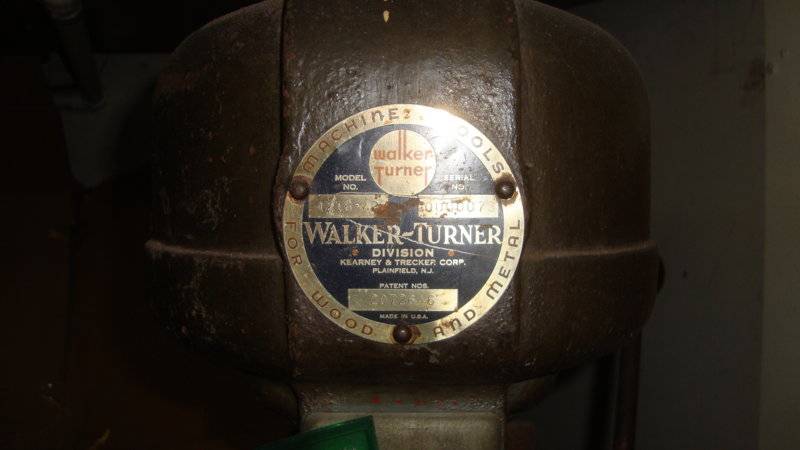 MACHINE TOOLS
walker
turner
MODEL NO.
SERIAL NO.
WALKER-TURNER
DIVISION
KEARNEY & TRECKER CORP.
PLAINFIELD, N.J.
PATENT NOS.
MADE IN U.S.A.
FOR WOOD AND METAL